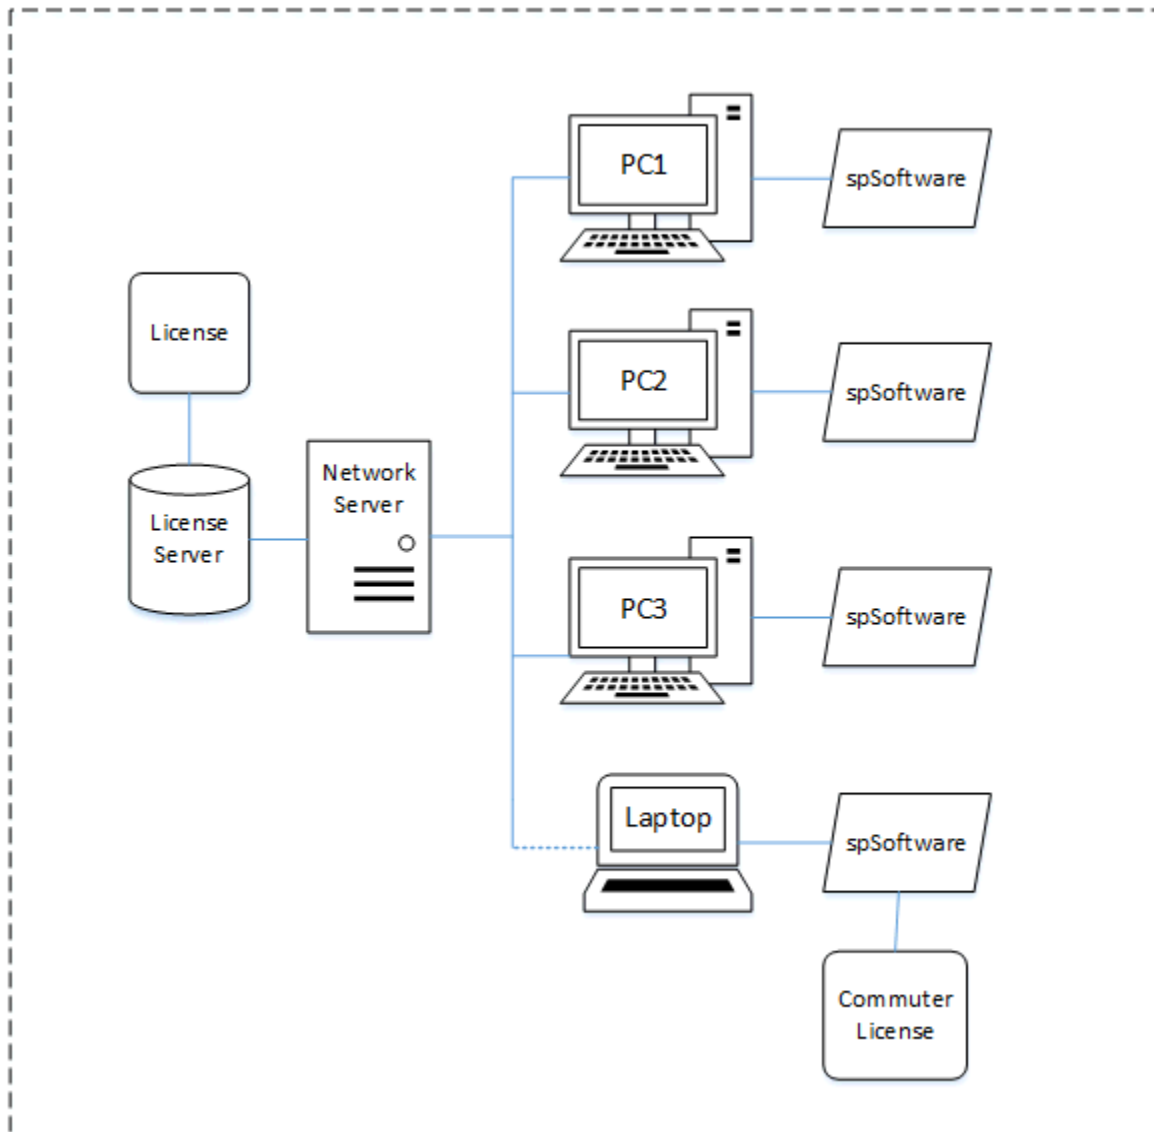 PC1
spSoftware
License
PC2
spSoftware
Network
Server
License
Server
PC3
spSoftware
Laptop
spSoftware
Commuter
License